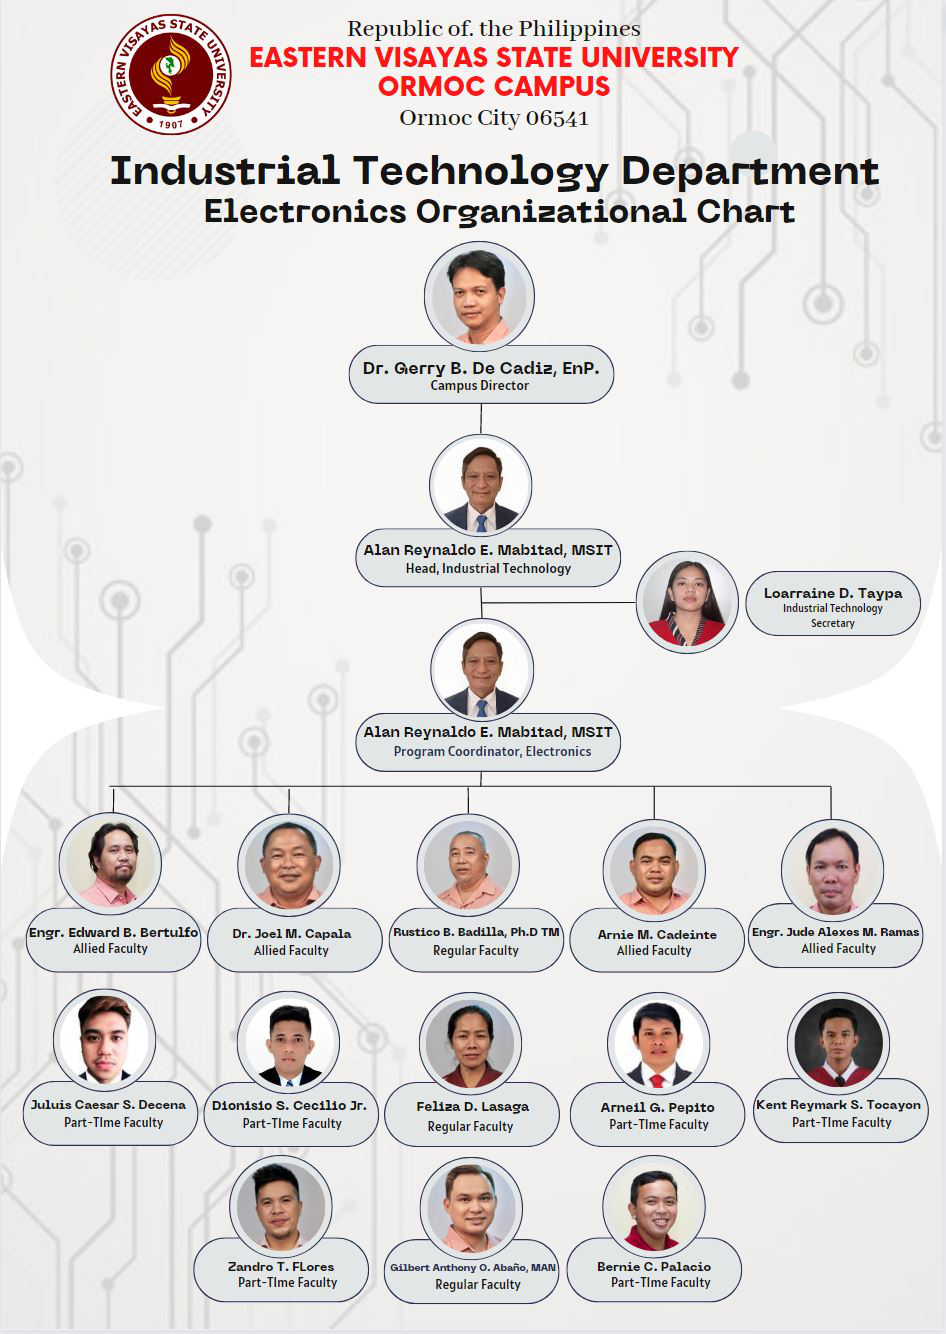 EASTERN VISAYAS STATE UNIVERSITY
1907
Republic of. the Philippines
EASTERN VISAYAS STATE UNIVERSITY
ORMOC CAMPUS
Ormoc City 06541
Industrial Technology Department
Electronics Organizational Chart
Dr. Gerry B. De Cadiz, EnP.
Campus Director
Alan Reynaldo E. Mabitad, MSIT
Head, Industrial Technology
Loarraine D. Taypa
Industrial Technology
Secretary
Alan Reynaldo E. Mabitad, MSIT
Program Coordinator, Electronics
Engr. Edward B. Bertulfo
Allied Faculty
Dr. Joel M. Capala
Allied Faculty
Rustico B. Badilla, Ph.D TM
Regular Faculty
Arnie M. Cadeinte
Allied Faculty
Engr. Jude Alexes M. Ramas
Allied Faculty
Juluis Caesar S. Decena
Part-TIme Faculty
Dionisio S. Cecilio Jr.
Part-TIme Faculty
Feliza D. Lasaga
Regular Faculty
Arneil G. Pepito
Part-TIme Faculty
Kent Reymark S. Tocayon
Part-TIme Faculty
Zandro T. FLores
Part-TIme Faculty
Gilbert Anthony O. Abaño, MAN
Regular Faculty
Bernie C. Palacio
Part-TIme Faculty